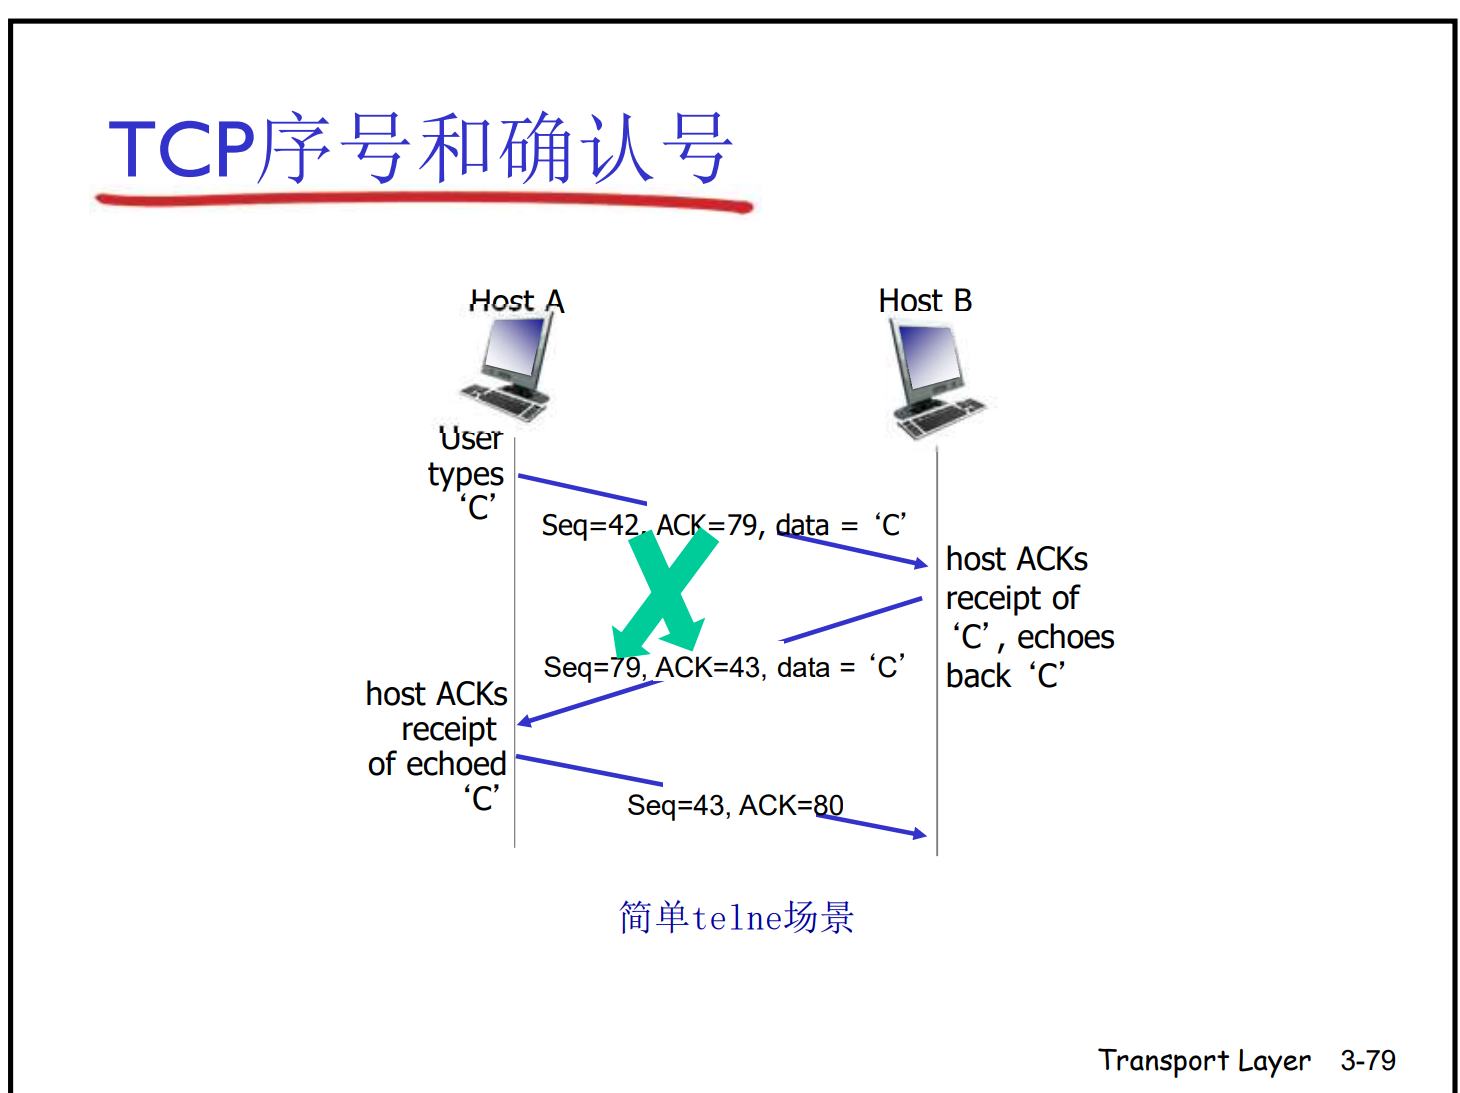 TCP序号和确认号
Host A
Host B
User
types
‘C’
Seq=42, ACK=79, data = ‘C’
host ACKs
receipt of
‘C’, echoes
back ‘C’
Seq=79, ACK=43, data = ‘C’
host ACKs
receipt
of echoed
‘C’
Seq=43, ACK=80
简单telne场景
Transport Layer 3-79